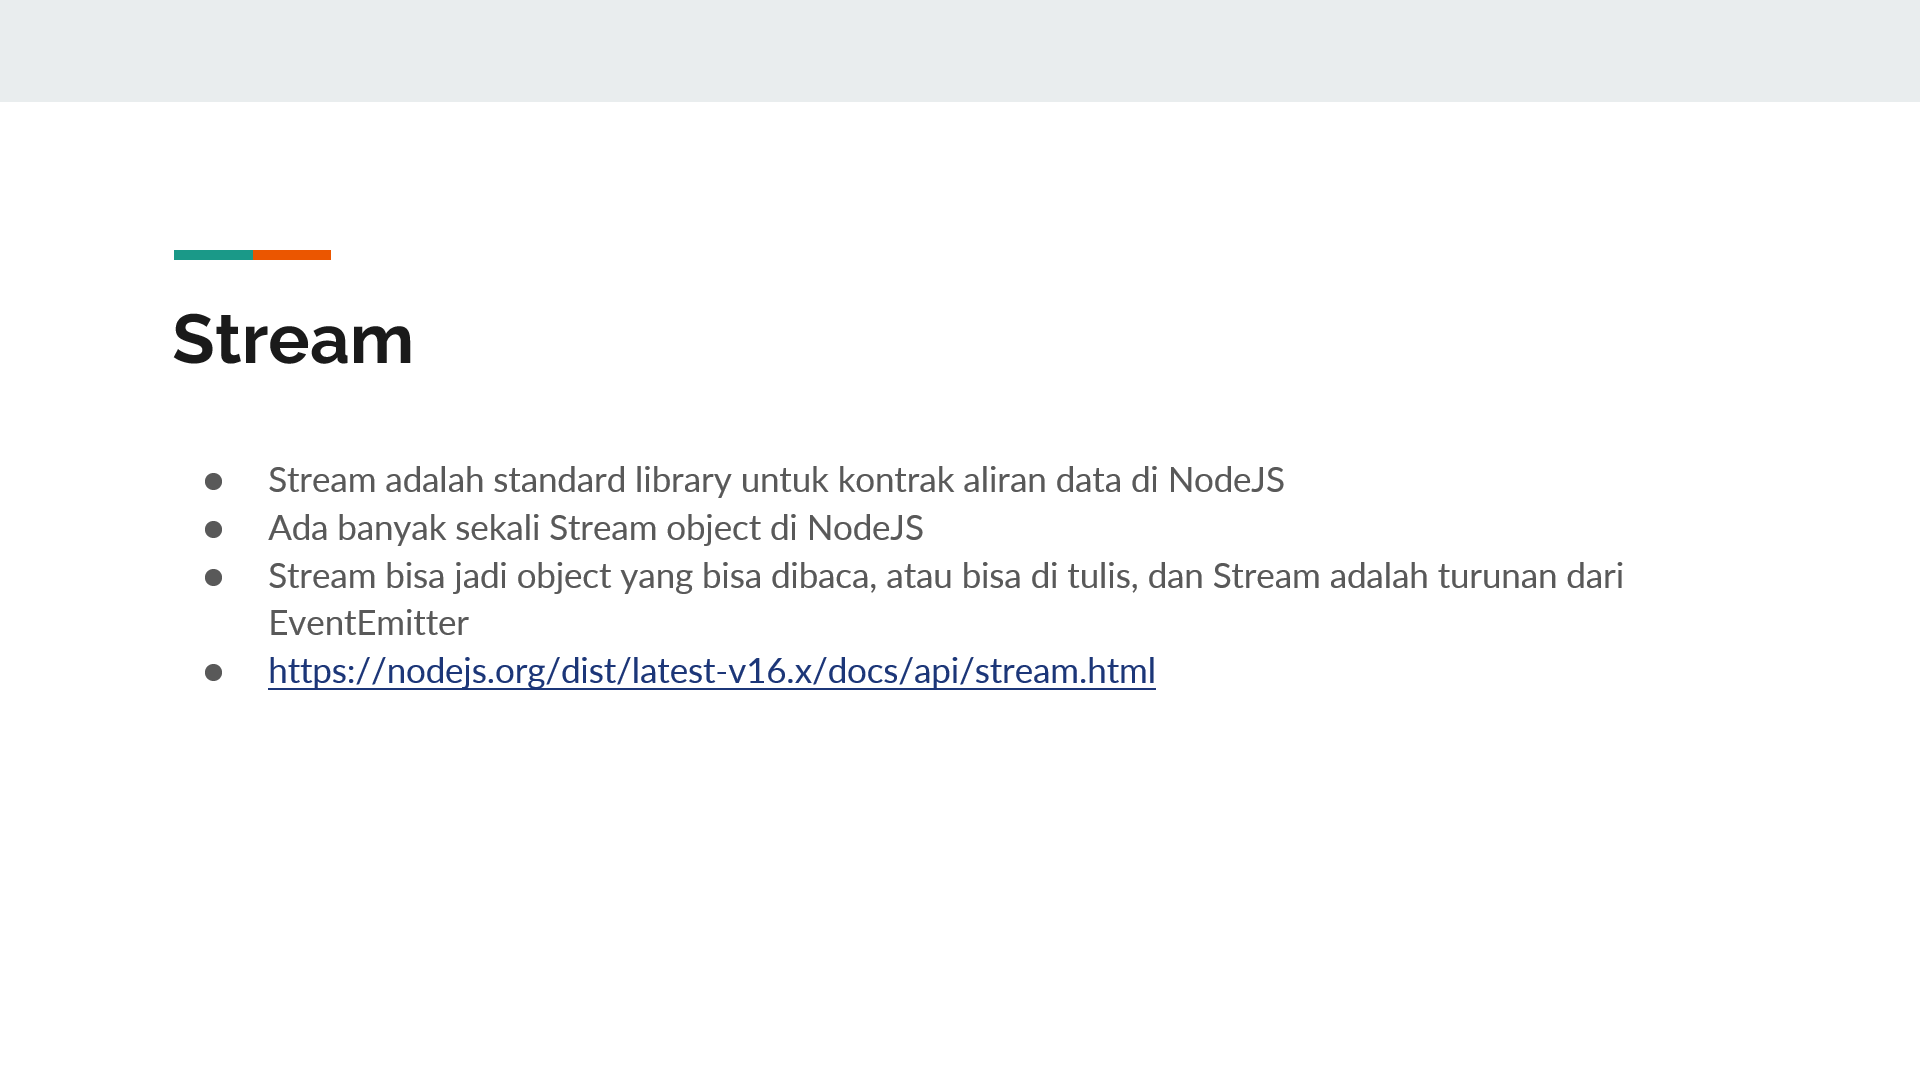 Stream
● Stream adalah standard library untuk kontrak aliran data di NodeJS
● Ada banyak sekali Stream object di NodeJS
● Stream bisa jadi object yang bisa dibaca, atau bisa di tulis, dan Stream adalah turunan dari
EventEmitter
● https://nodejs.org/dist/latest-v16.x/docs/api/stream.html